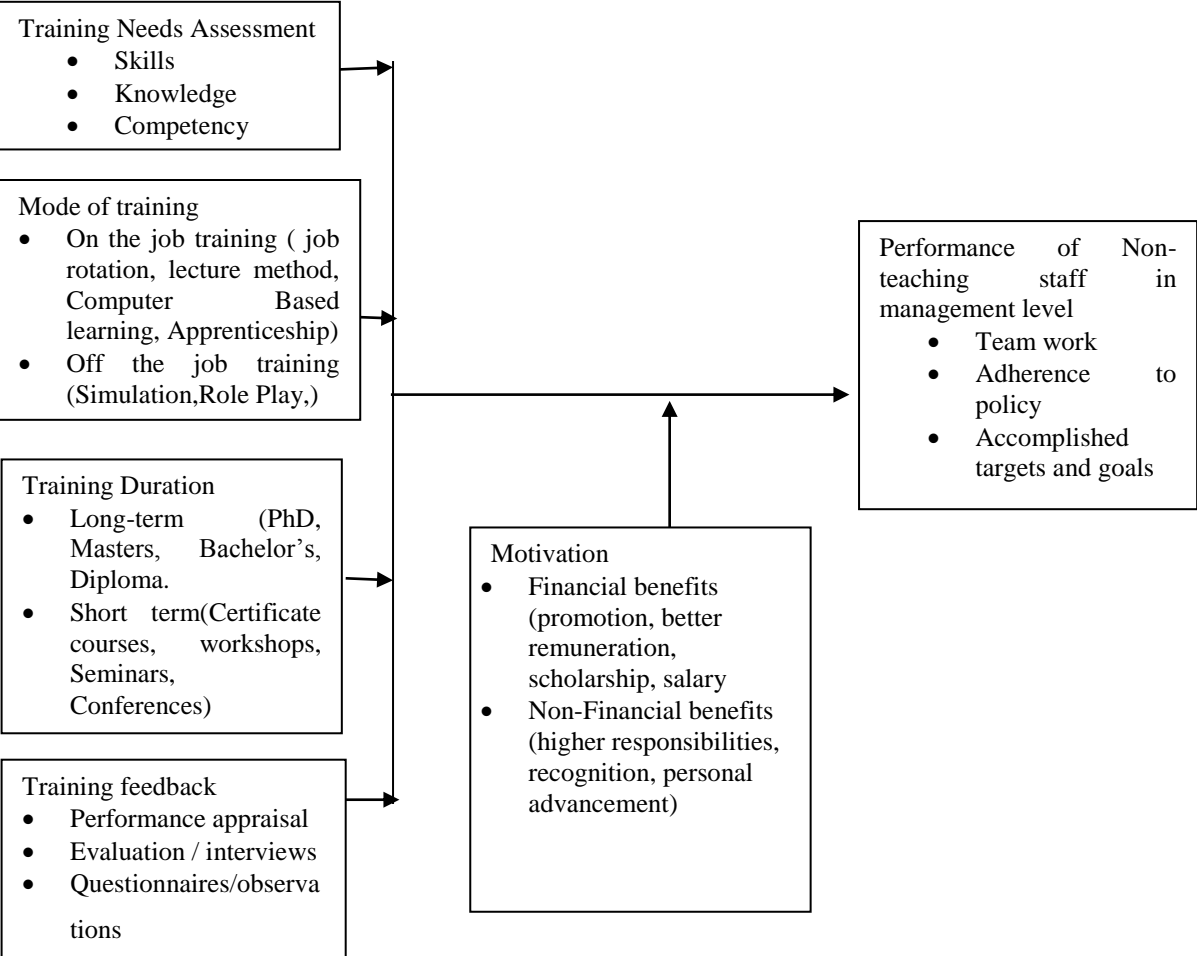 Training Needs Assessment
• Skills
• Knowledge
• Competency
Mode of training
• On the job training ( job
rotation, lecture method,
Computer Based
learning, Apprenticeship)
• Off the job training
(Simulation,Role Play,)
Training Duration
• Long-term (PhD,
Masters, Bachelor’s,
Diploma.
• Short term(Certificate
courses, workshops,
Seminars,
Conferences)
Training feedback
• Performance appraisal
• Evaluation / interviews
• Questionnaires/observa
tions
Motivation
• Financial benefits
(promotion, better
remuneration,
scholarship, salary
• Non-Financial benefits
(higher responsibilities,
recognition, personal
advancement)
Performance of Non-
teaching staff in
management level
• Team work
• Adherence to
policy
• Accomplished
targets and goals